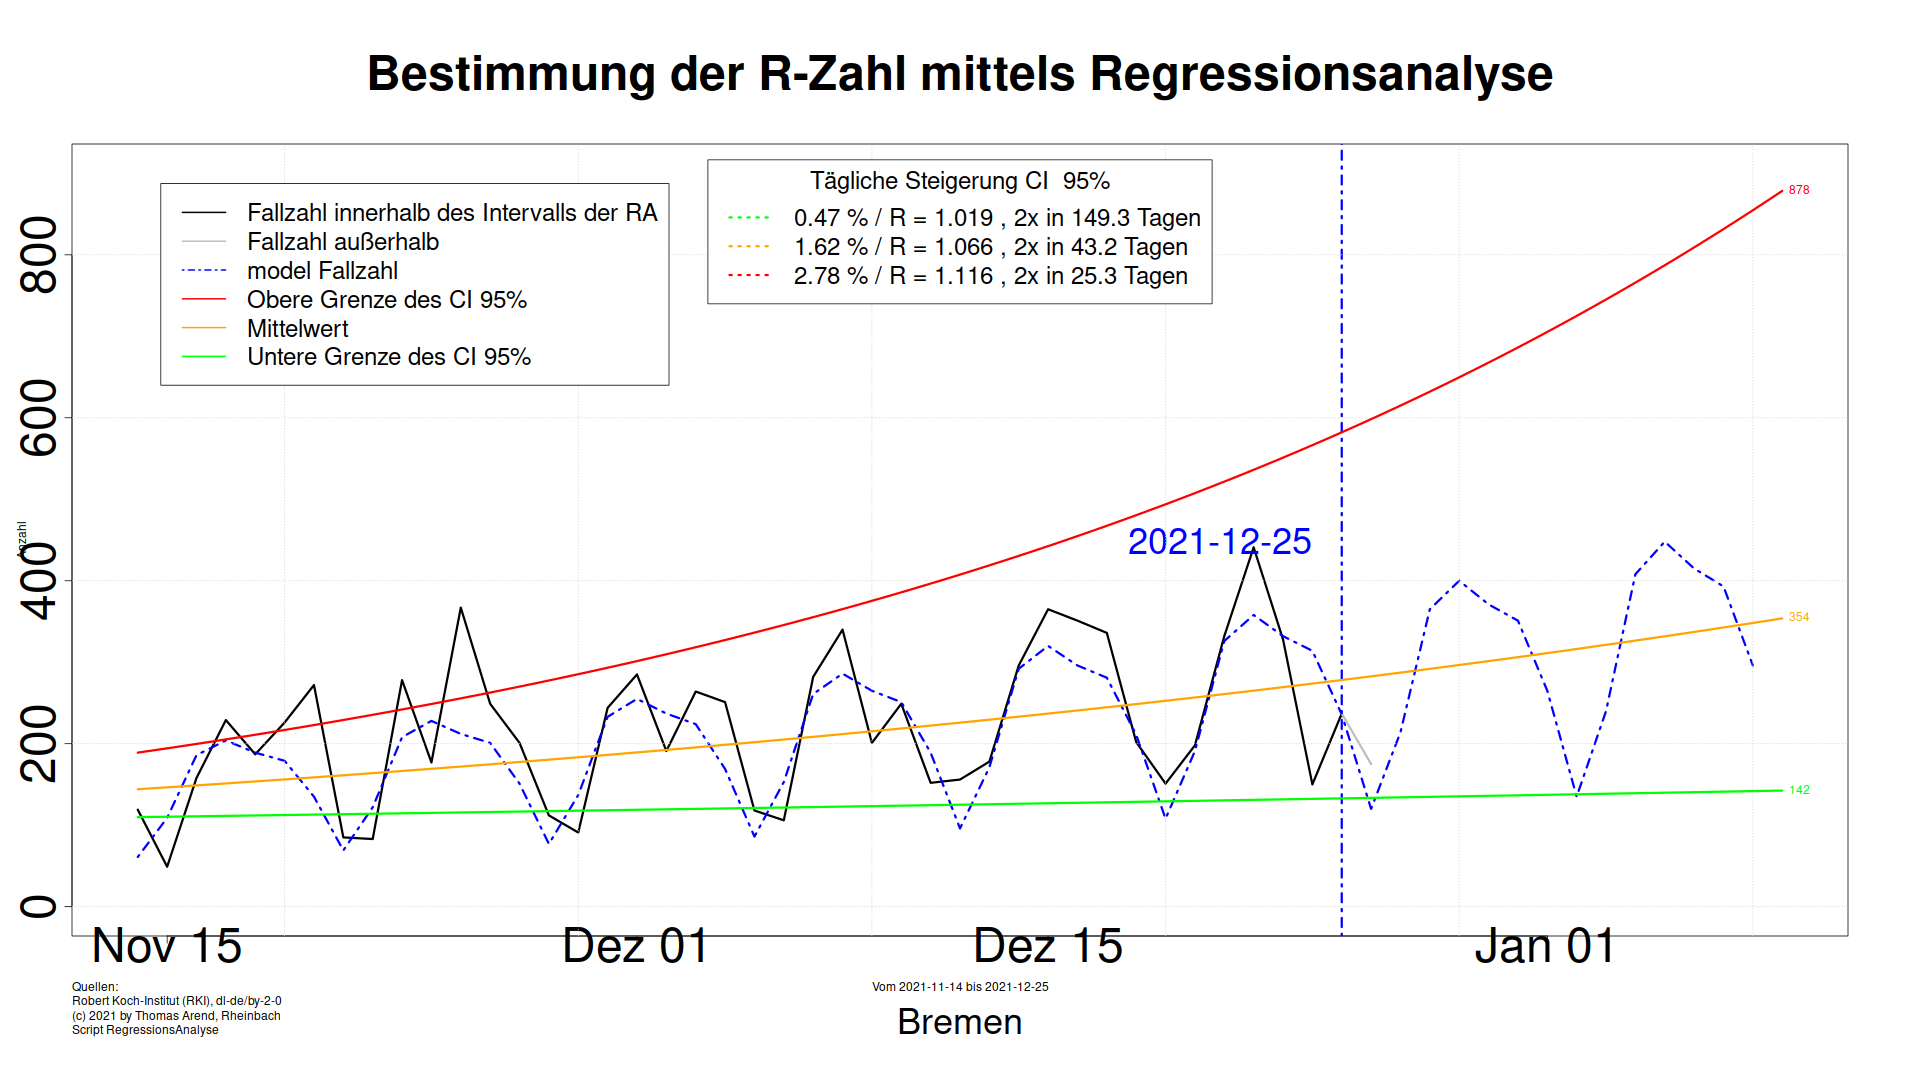 Bestimmung der R-Zahl mittels Regressionsanalyse
Fallzahl innerhalb des Intervalls der RA
Fallzahl außerhalb
model Fallzahl
Obere Grenze des CI 95%
Mittelwert
Untere Grenze des CI 95%
Tägliche Steigerung CI  95%
0.47 % / R = 1.019 , 2x in 149.3 Tagen
1.62 % / R = 1.066 , 2x in 43.2 Tagen
2.78 % / R = 1.116 , 2x in 25.3 Tagen
878
800
600
2021-12-25
Anzahl
400
354
200
142
0
Nov 15
Dez 01
Dez 15
Jan 01
Quellen:
Robert Koch-Institut (RKI), dl-de/by-2-0
(c) 2021 by Thomas Arend, Rheinbach
Script RegressionsAnalyse
Vom 2021-11-14 bis 2021-12-25
Bremen